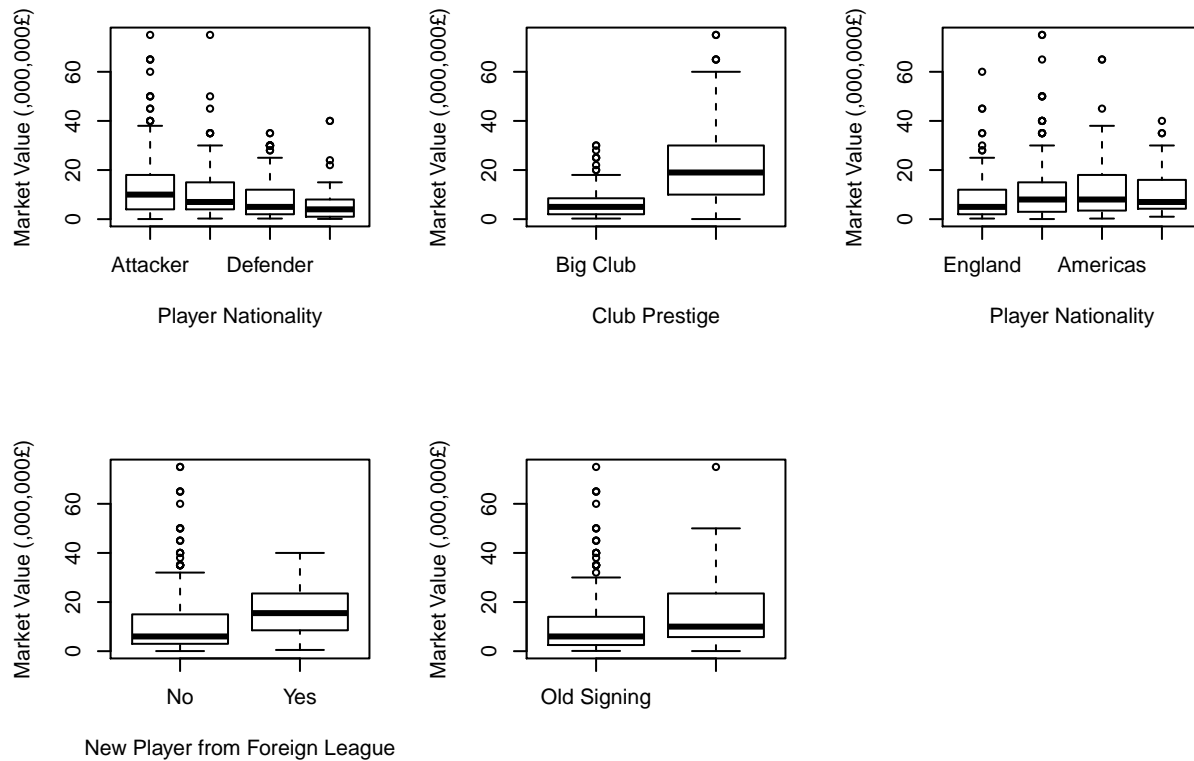 Market Value (,000,000£)
0 20 40 60
Attacker Defender
Player Nationality
Market Value (,000,000£)
0 20 40 60
Big Club
Club Prestige
Market Value (,000,000£)
0 20 40 60
England Americas
Player Nationality
Market Value (,000,000£)
0 20 40 60
No Yes
New Player from Foreign League
Market Value (,000,000£)
0 20 40 60
Old Signing